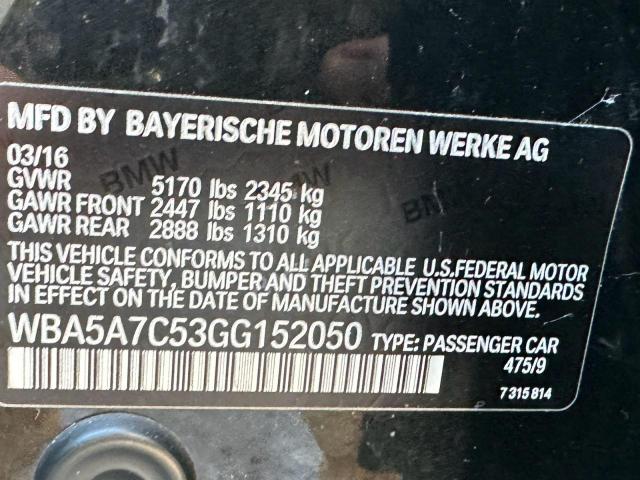 MFD BY BAYERISCHE MOTOREN WERKE AG
03/16
GVWR 5170 lbs 2345 kg
GAWR FRONT 2447 lbs 1110 kg
GAWR REAR 2888 lbs 1310 kg
THIS VEHICLE CONFORMS TO ALL APPLICABLE U.S.FEDERAL MOTOR
VEHICLE SAFETY, BUMPER AND THEFT PREVENTION STANDARDS
IN EFFECT ON THE DATE OF MANUFACTURE SHOWN ABOVE.
WBA5A7C53GG152050 TYPE: PASSENGER CAR
475/9
7 315 814
BMW
BMW